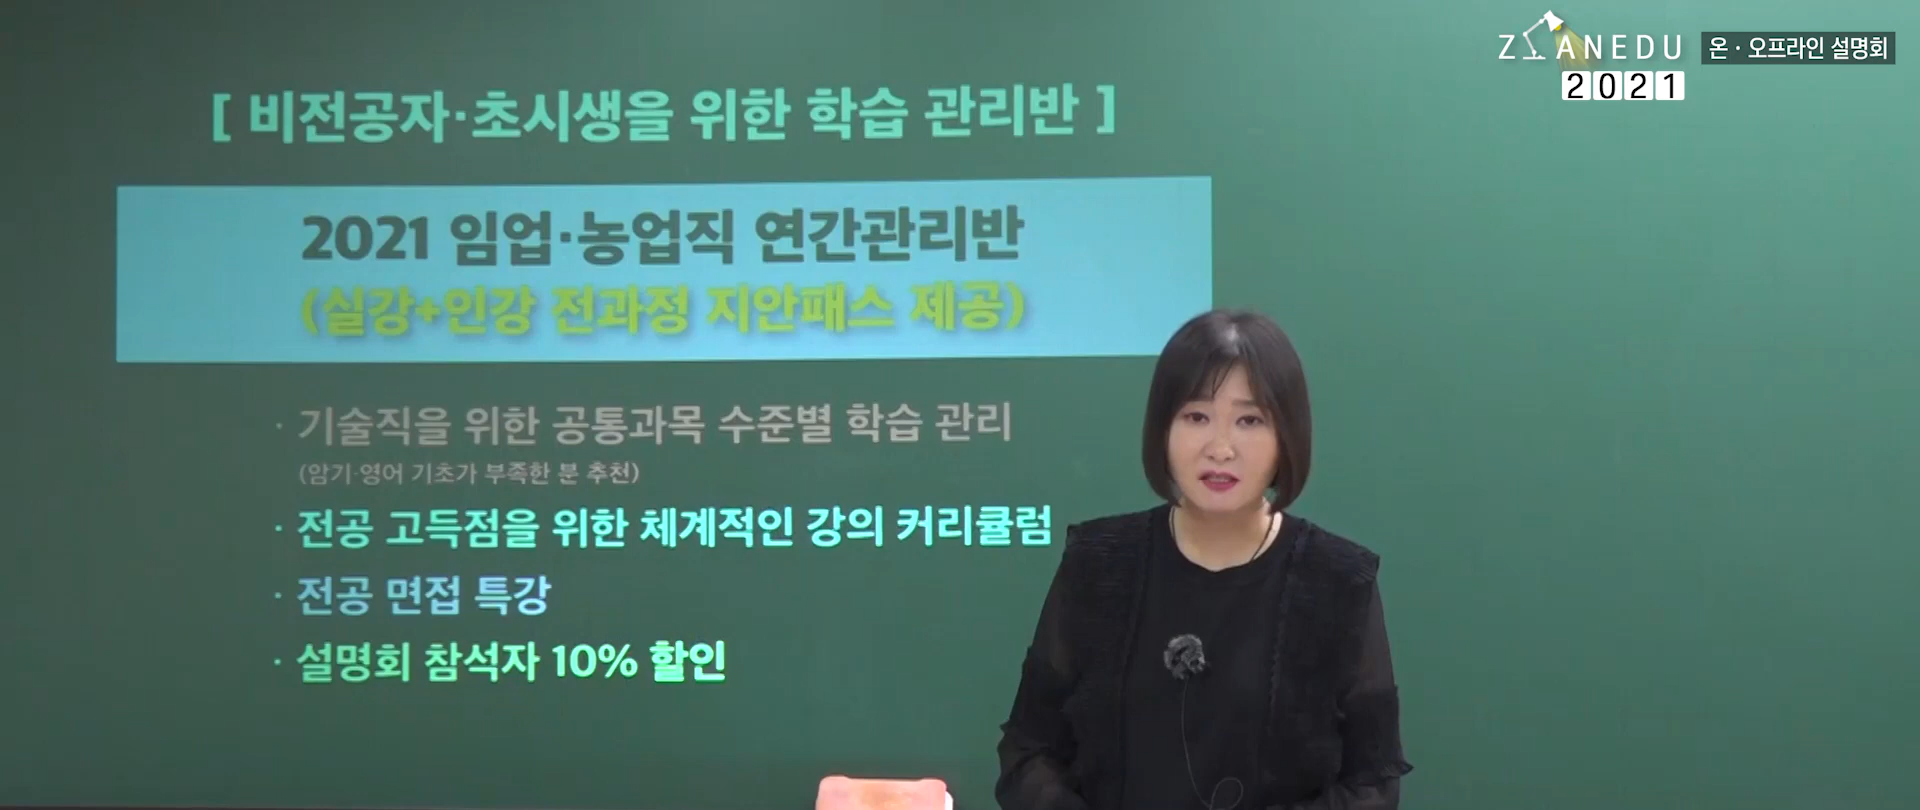 ZIANEDU
온·오프라인 설명회
2021
[ 비전공자·초시생을 위한 학습 관리반 ]
2021 임업·농업직 연간관리반
(실강+인강 전과정 지안패스 제공)
· 기술직을 위한 공통과목 수준별 학습 관리
(암기·영어 기초가 부족한 분 추천)
· 전공 고득점을 위한 체계적인 강의 커리큘럼
· 전공 면접 특강
· 설명회 참석자 10% 할인